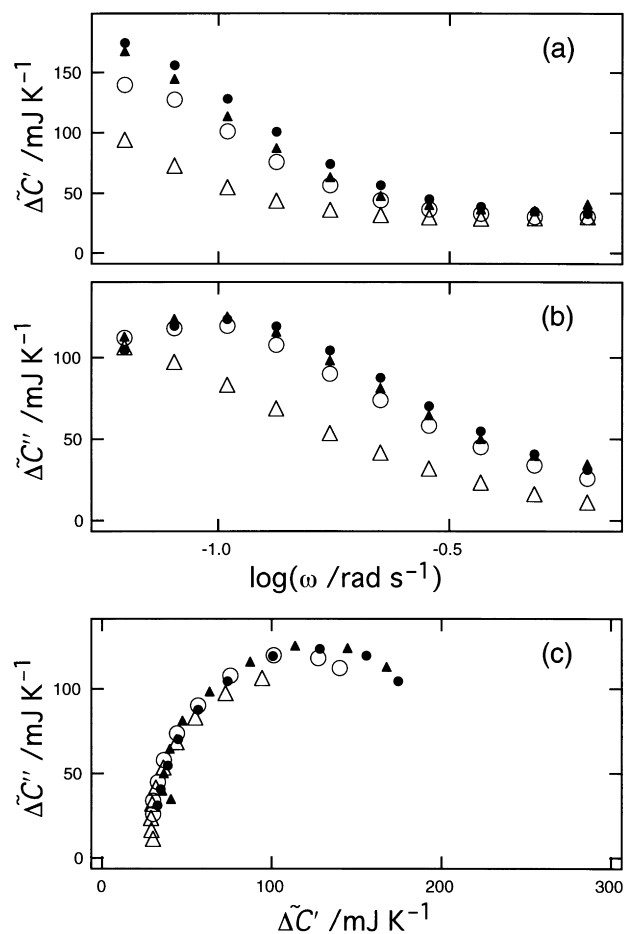 (a)
150
100
50
0
ΔC̃′ /mJ K⁻¹
(b)
100
50
0
ΔC̃″ /mJ K⁻¹
-1.0
-0.5
log(ω /rad s⁻¹)
(c)
100
50
0
ΔC̃″ /mJ K⁻¹
0
100
200
300
ΔC̃′ /mJ K⁻¹